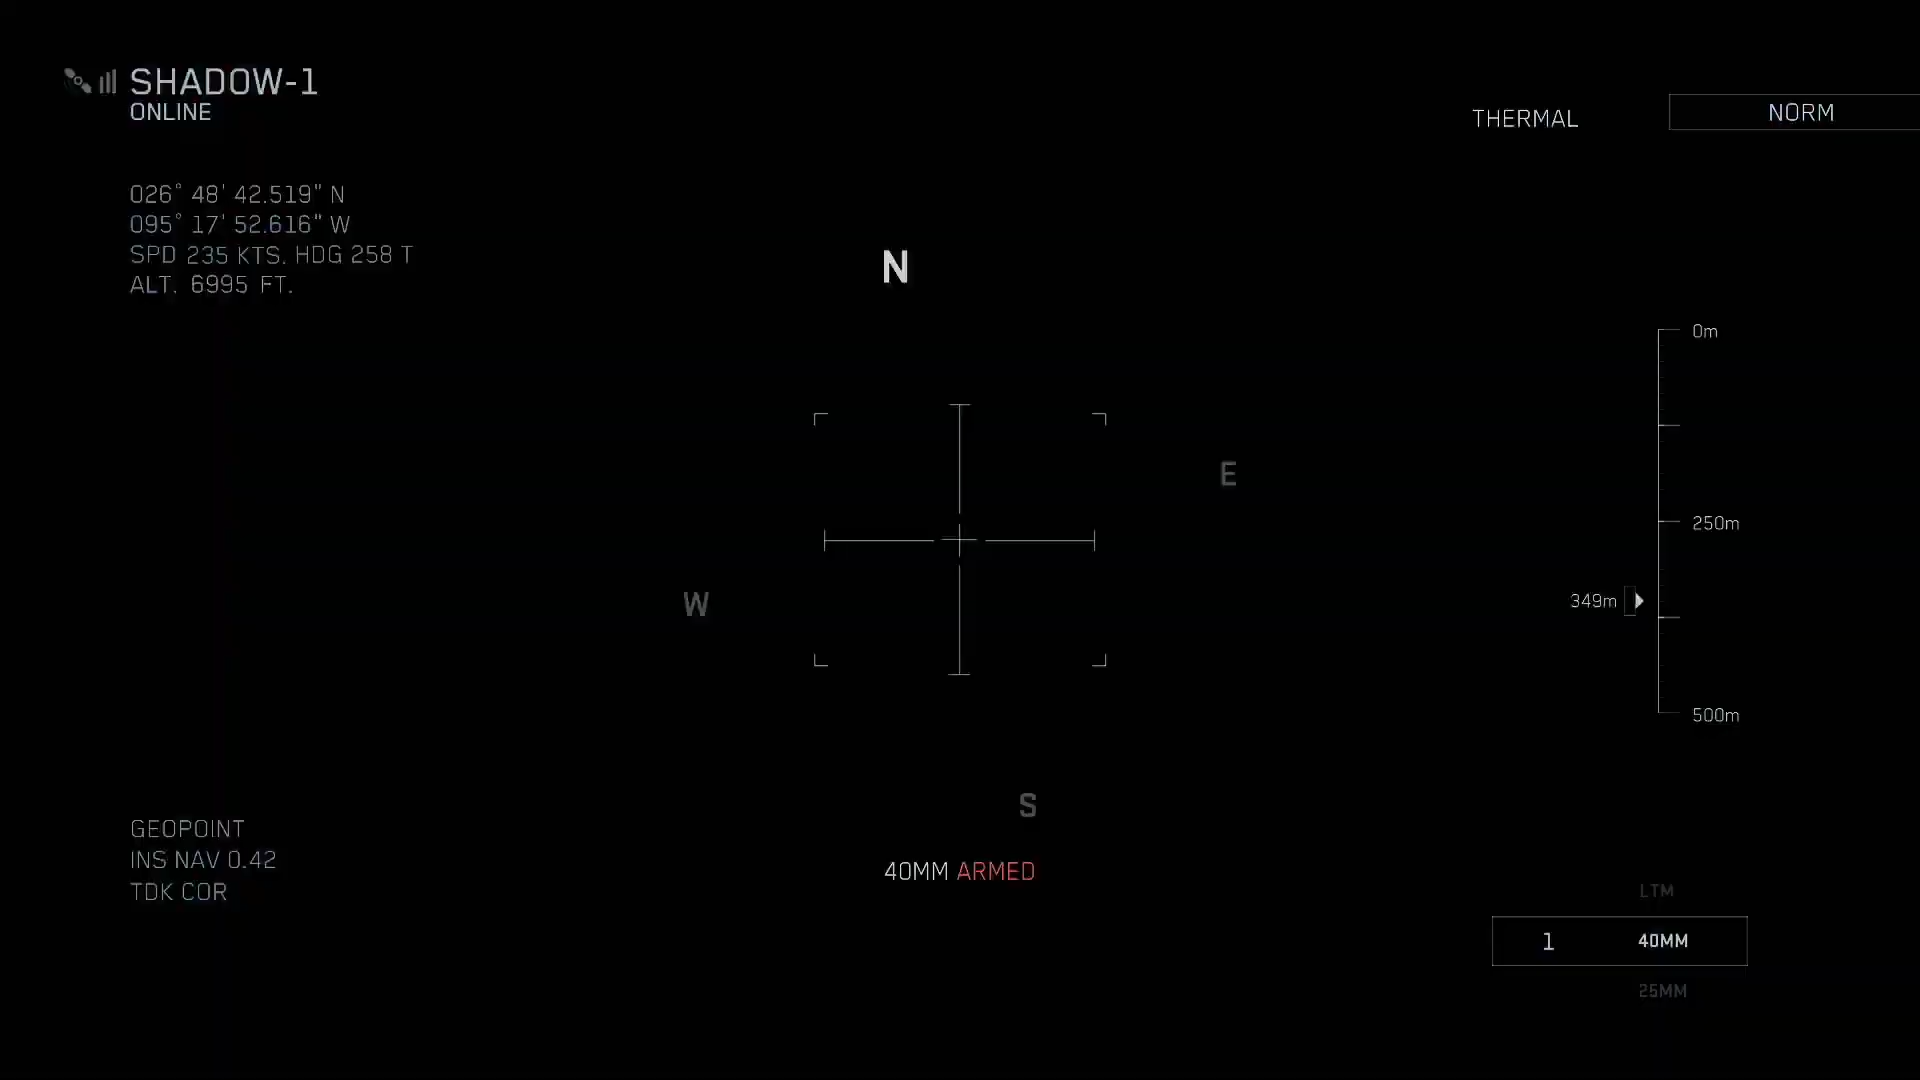 SHADOW-1
ONLINE
THERMAL
NORM
026° 48' 42.519" N
095° 17' 52.616" W
SPD 235 KTS. HDG 258 T
ALT. 6995 FT.
N
0m
E
250m
349m
W
500m
S
GEOPOINT
INS NAV 0.42
TDK COR
40MM ARMED
LTM
1 40MM
25MM